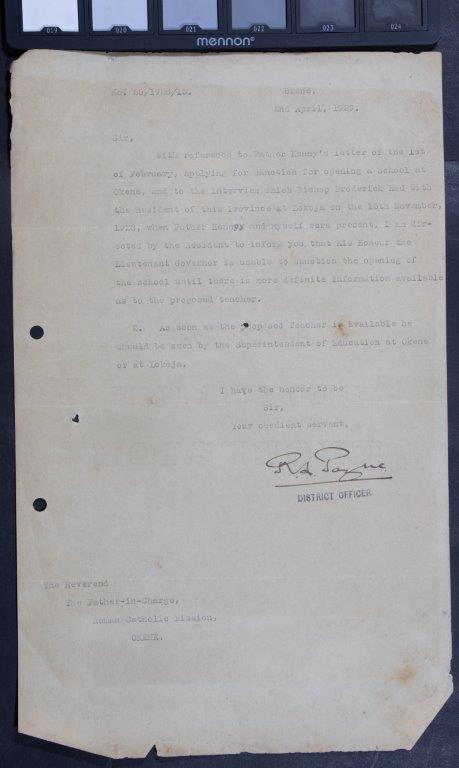 019 020 021 022 023 024
mennon®
Okene,
2nd April, 1929.
Sir,
With reference to Father Kenny's letter of the 1st
of February, applying for sanction for opening a school at
Okene, and to the interview which Bishop Broderick had with
the Resident of this Province at Lokoja on the 15th November,
1928, when Father Kenny and myself were present, I am dir-
ected by the Resident to inform you that His Honour the
Lieutenant Governor is unable to sanction the opening of
the school until there is more definite information available
as to the proposed teacher.
2. As soon as the proposed Teacher is available he
should be seen by the Superintendent of Education at Okene
or at Lokoja.
I have the honour to be
Sir,
Your obedient servant,
Payne
DISTRICT OFFICER
The Reverend
The Father-in-Charge,
Roman Catholic Mission,
OKENE.